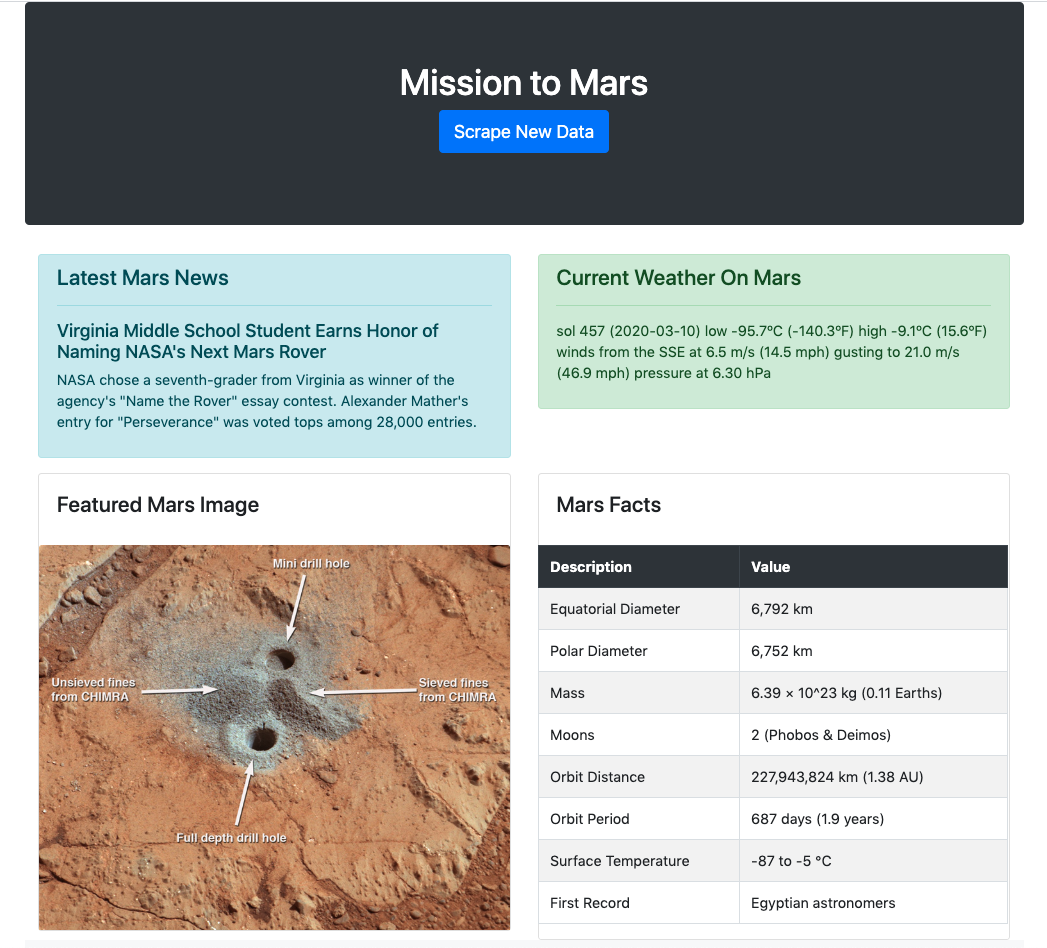 Mission to Mars
Scrape New Data
Latest Mars News
Virginia Middle School Student Earns Honor of
Naming NASA's Next Mars Rover
NASA chose a seventh-grader from Virginia as winner of the
agency's "Name the Rover" essay contest. Alexander Mather's
entry for "Perseverance" was voted tops among 28,000 entries.
Current Weather On Mars
sol 457 (2020-03-10) low -95.7ºC (-140.3ºF) high -9.1ºC (15.6ºF)
winds from the SSE at 6.5 m/s (14.5 mph) gusting to 21.0 m/s
(46.9 mph) pressure at 6.30 hPa
Featured Mars Image
Mini drill hole
Unsieved fines
from CHIMRA
Sieved fines
from CHIMRA
Full depth drill hole
Mars Facts
Description Value
Equatorial Diameter 6,792 km
Polar Diameter 6,752 km
Mass 6.39 × 10^23 kg (0.11 Earths)
Moons 2 (Phobos & Deimos)
Orbit Distance 227,943,824 km (1.38 AU)
Orbit Period 687 days (1.9 years)
Surface Temperature -87 to -5 °C
First Record Egyptian astronomers